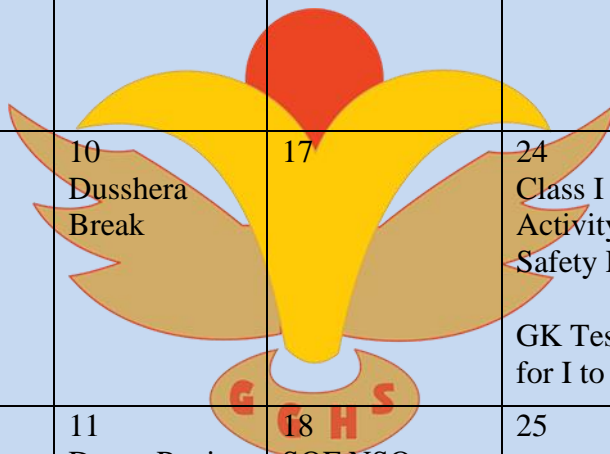 10
Dusshera
Break
17
24
Class I
Activity
Safety
GK Tes
for I to
G G H S
11
18
25